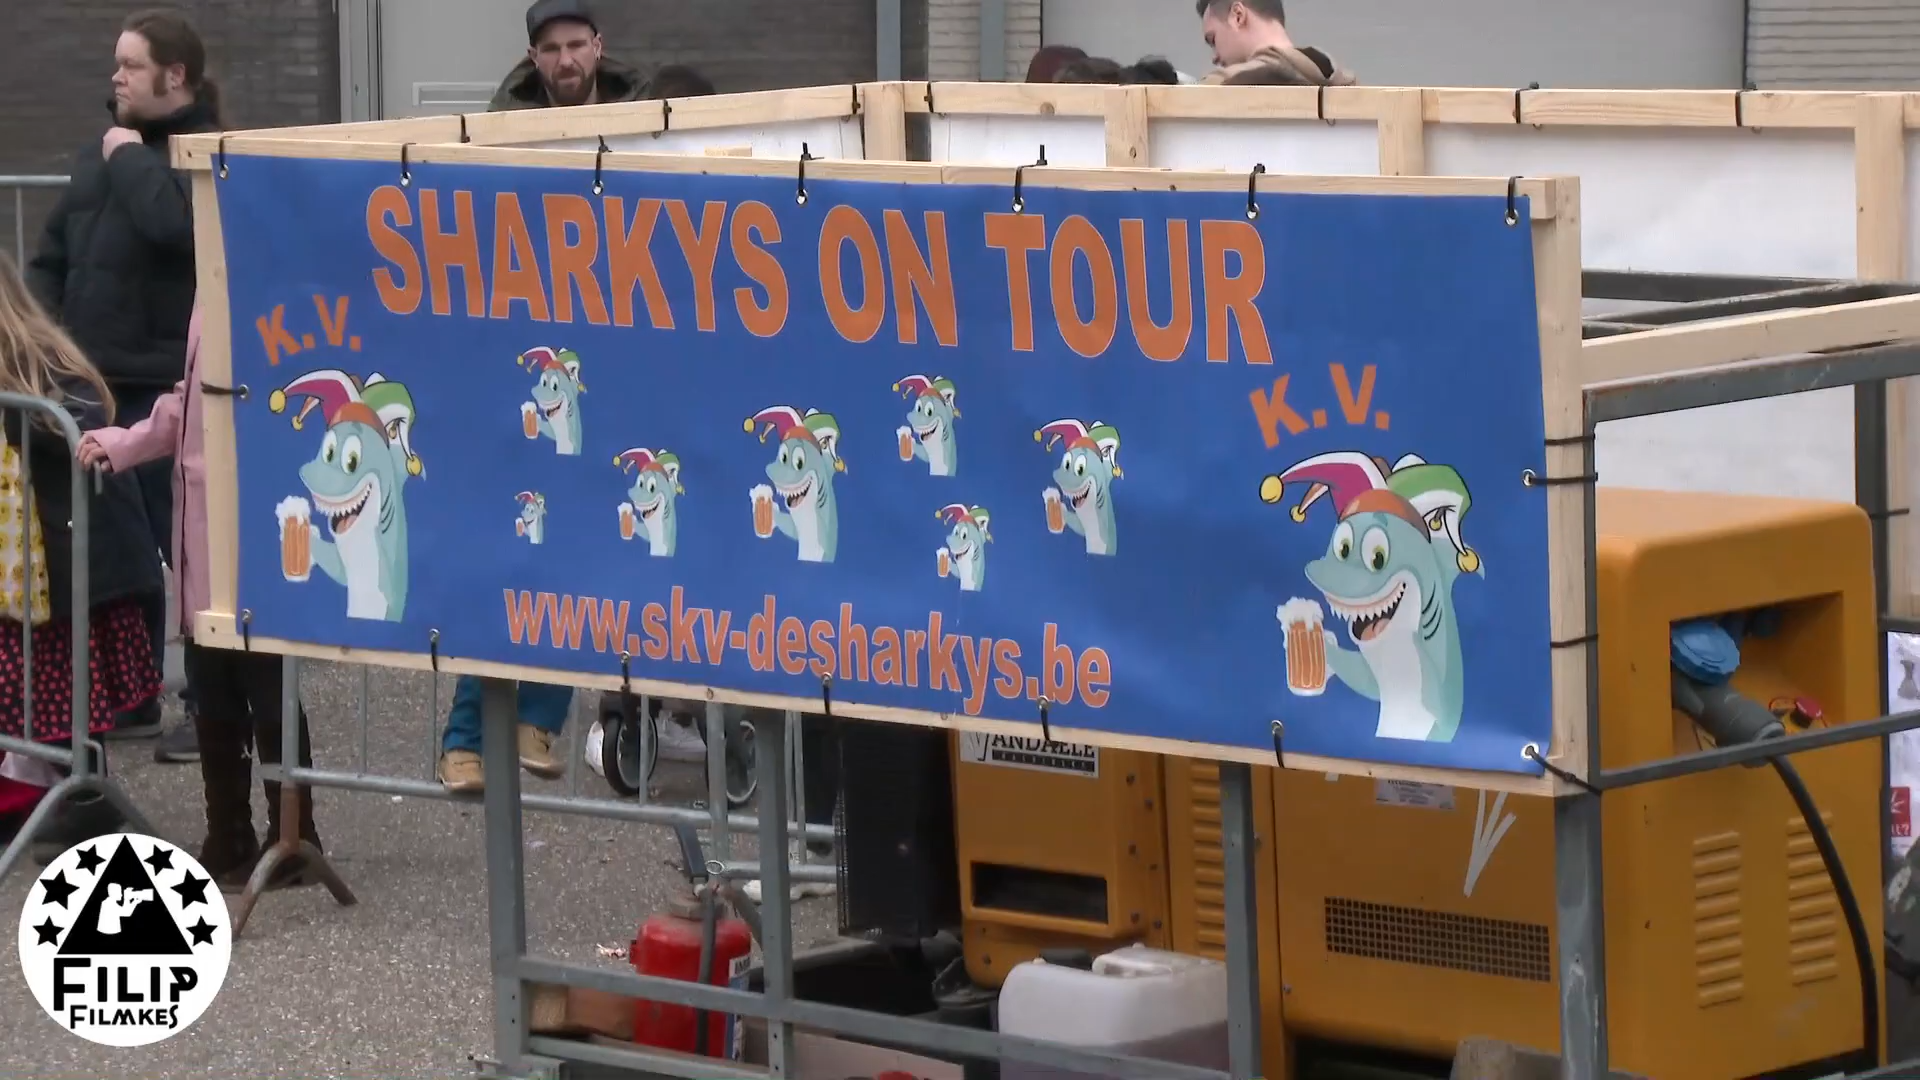 SHARKYS ON TOUR
K.V.
K.V.
www.skv-desharkys.be
VANDAELE
FILIP
FILMKES